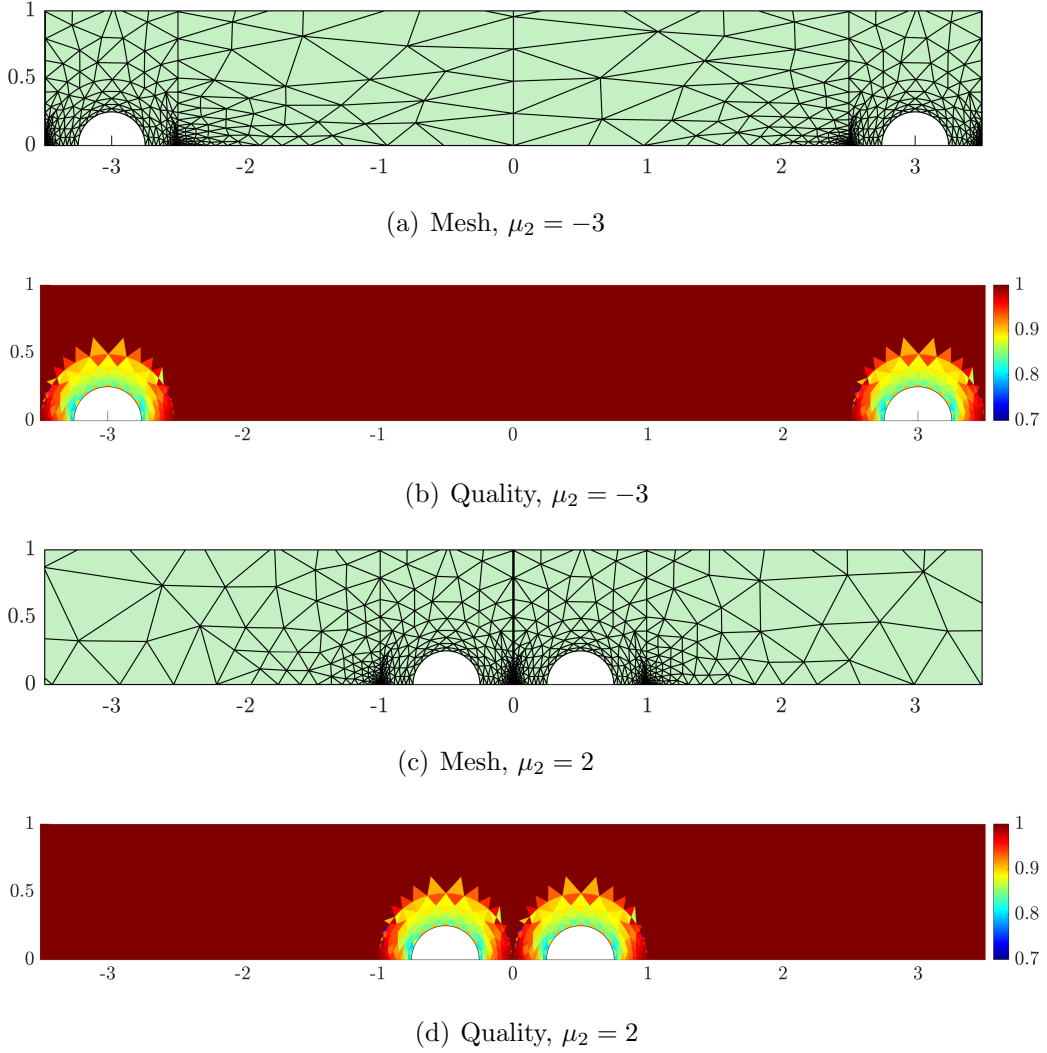 1
0.5
0
-3 -2 -1 0 1 2 3
(a) Mesh, μ₂ = −3
1 1
0.9
0.5
0.8
0 0.7
-3 -2 -1 0 1 2 3
(b) Quality, μ₂ = −3
1
0.5
0
-3 -2 -1 0 1 2 3
(c) Mesh, μ₂ = 2
1 1
0.9
0.5
0.8
0 0.7
-3 -2 -1 0 1 2 3
(d) Quality, μ₂ = 2